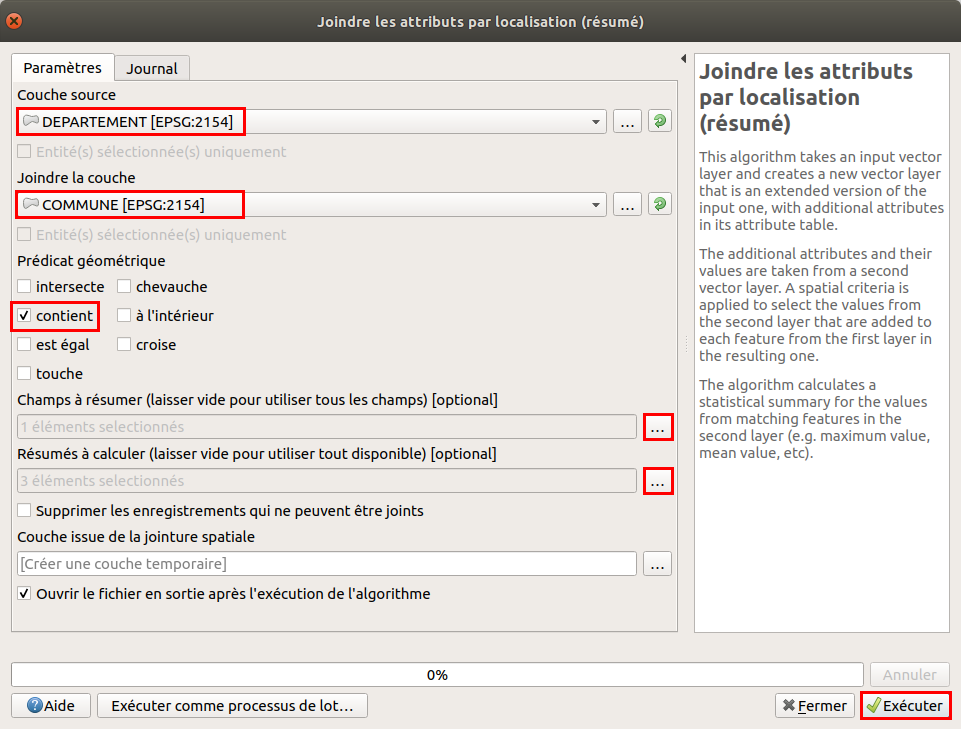 Joindre les attributs par localisation (résumé)
Paramètres
Journal
Couche source
DEPARTEMENT [EPSG:2154]
...
Entité(s) sélectionnée(s) uniquement
Joindre la couche
COMMUNE [EPSG:2154]
...
Entité(s) sélectionnée(s) uniquement
Prédicat géométrique
intersecte
chevauche
contient
à l'intérieur
est égal
croise
touche
Champs à résumer (laisser vide pour utiliser tous les champs) [optional]
1 éléments selectionnés
...
Résumés à calculer (laisser vide pour utiliser tout disponible) [optional]
3 éléments selectionnés
...
Supprimer les enregistrements qui ne peuvent être joints
Couche issue de la jointure spatiale
[Créer une couche temporaire]
...
Ouvrir le fichier en sortie après l'exécution de l'algorithme
Joindre les attributs
par localisation
(résumé)
This algorithm takes an input vector
layer and creates a new vector layer
that is an extended version of the
input one, with additional attributes
in its attribute table.
The additional attributes and their
values are taken from a second
vector layer. A spatial criteria is
applied to select the values from
the second layer that are added to
each feature from the first layer in
the resulting one.
The algorithm calculates a
statistical summary for the values
from matching features in the
second layer (e.g. maximum value,
mean value, etc).
0%
Annuler
Aide
Exécuter comme processus de lot…
Fermer
Exécuter